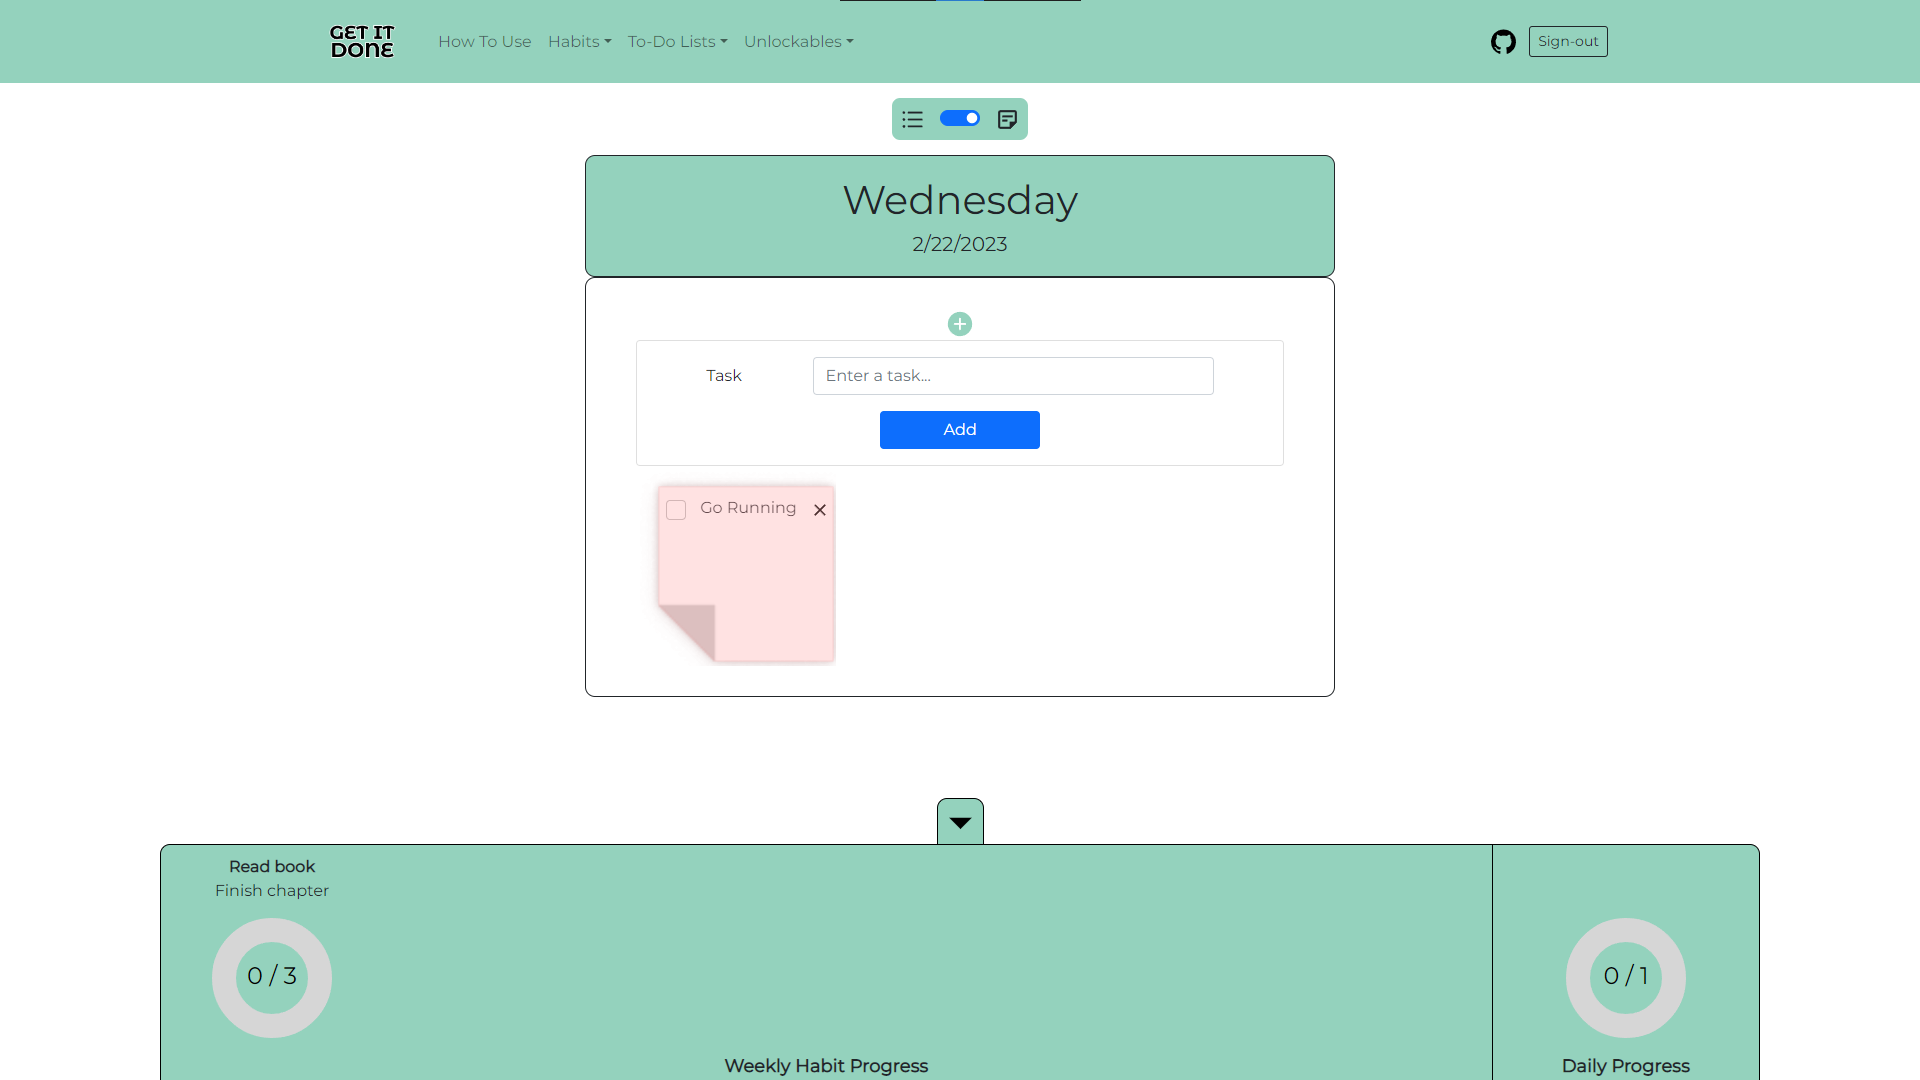 GET IT
DONE
How To Use
Habits
To-Do Lists
Unlockables
Sign-out
Wednesday
2/22/2023
Task
Enter a task...
Add
Go Running
Read book
Finish chapter
0 / 3
0 / 1
Weekly Habit Progress
Daily Progress